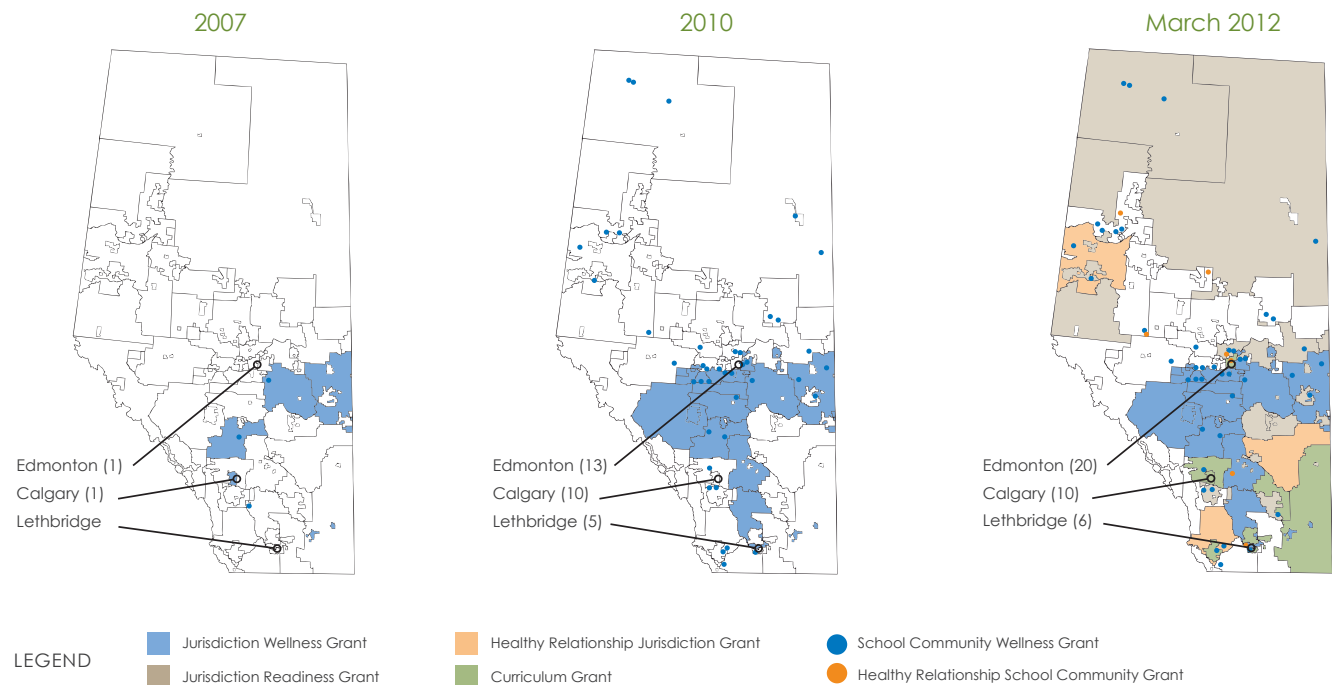 2007
2010
March 2012
Edmonton (1)
Calgary (1)
Lethbridge
Edmonton (13)
Calgary (10)
Lethbridge (5)
Edmonton (20)
Calgary (10)
Lethbridge (6)
LEGEND
Jurisdiction Wellness Grant
Jurisdiction Readiness Grant
Healthy Relationship Jurisdiction Grant
Curriculum Grant
School Community Wellness Grant
Healthy Relationship School Community Grant